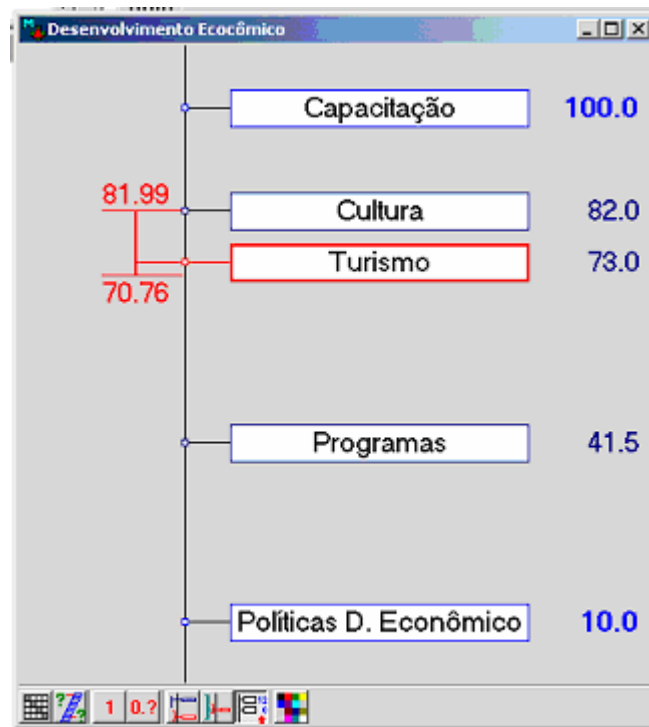 Desenvolvimento Ecocômico
Capacitação 100.0
81.99
Cultura 82.0
Turismo 73.0
70.76
Programas 41.5
Políticas D. Econômico 10.0
1 0.?